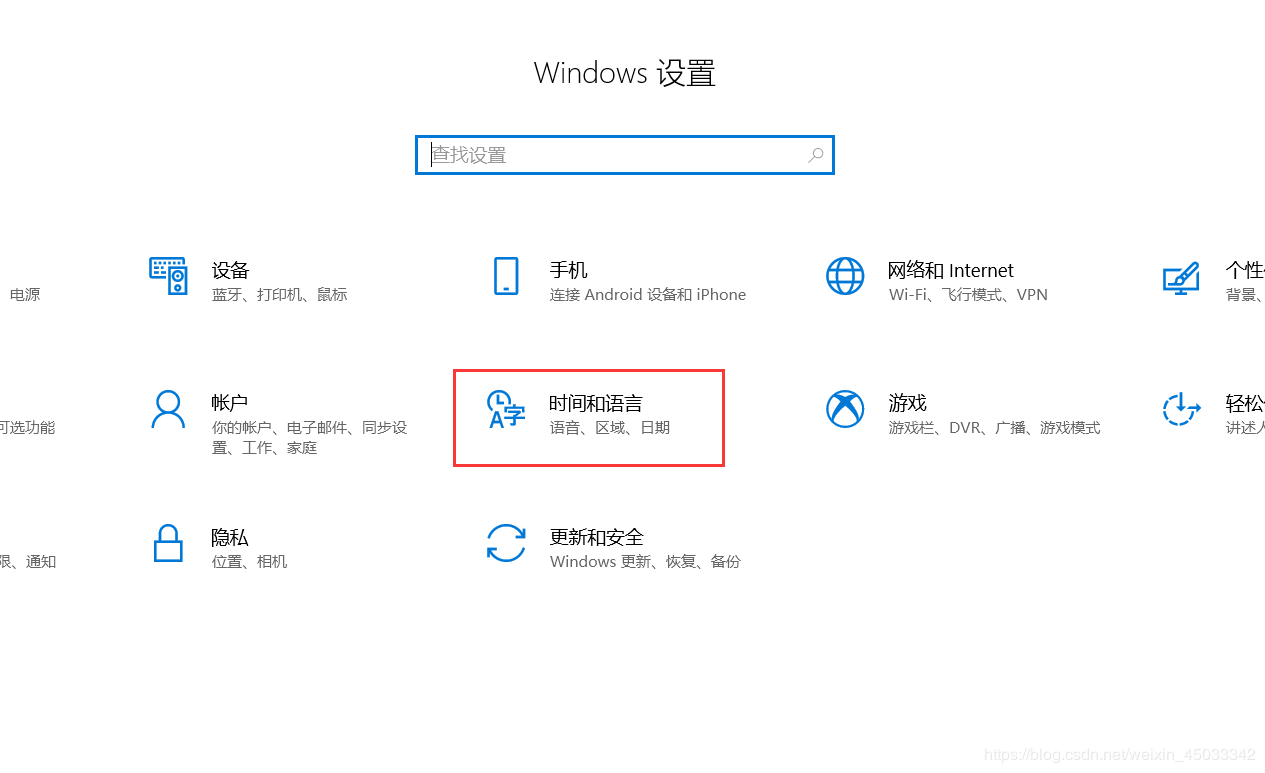 Windows 设置
查找设置
设备
手机
网络和 Internet
个性
电源
蓝牙、打印机、鼠标
连接 Android 设备和 iPhone
Wi-Fi、飞行模式、VPN
背景、
帐户
时间和语言
游戏
轻松
可选功能
你的帐户、电子邮件、同步设
置、工作、家庭
语音、区域、日期
游戏栏、DVR、广播、游戏模式
讲述人
隐私
更新和安全
限、通知
位置、相机
Windows 更新、恢复、备份
https://blog.csdn.net/weixin_45033342